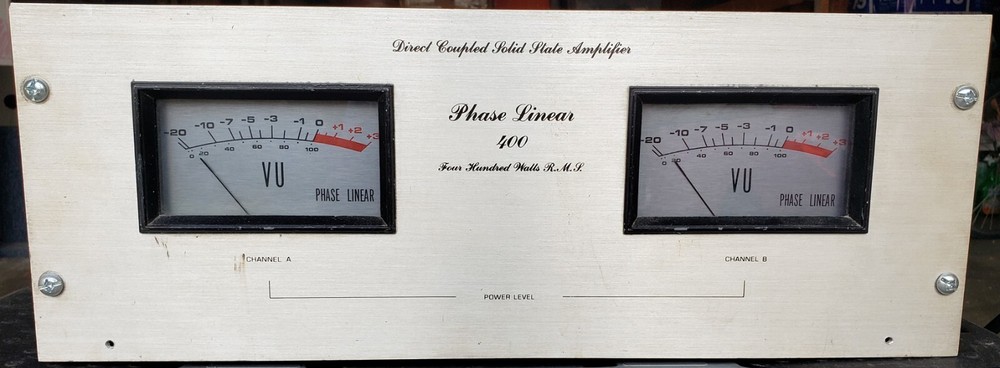 Direct Coupled Solid State Amplifier
Phase Linear
400
Four Hundred Watts R.M.S.
-20 -10 -7 -5 -3 -1 0 +1 +2 +3
0 20 40 60 80 100
VU
PHASE LINEAR
-20 -10 -7 -5 -3 -1 0 +1 +2 +3
0 20 40 60 80 100
VU
PHASE LINEAR
CHANNEL A
CHANNEL B
POWER LEVEL